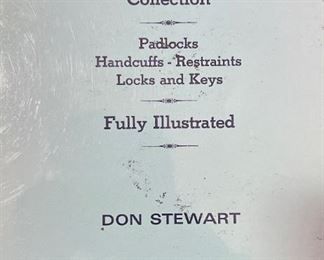 Collection
Padlocks
Handcuffs - Restraints
Locks and Keys
Fully Illustrated
DON STEWART